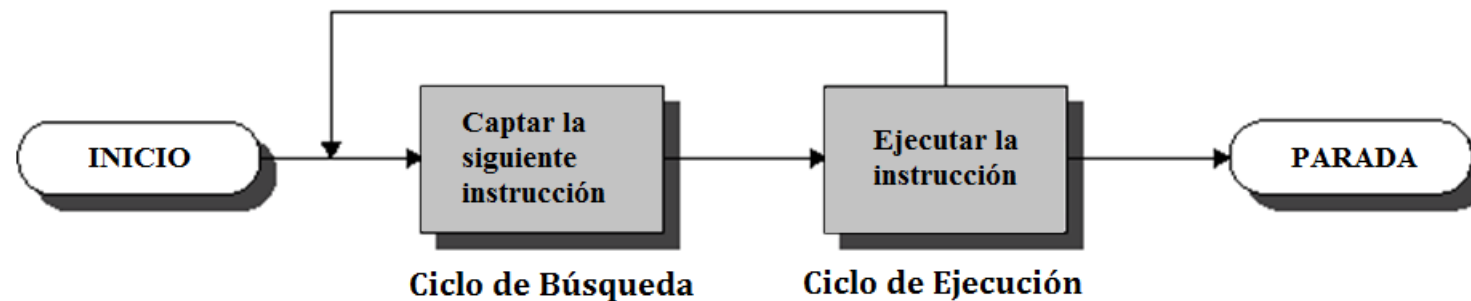 INICIO
Captar la
siguiente
instrucción
Ejecutar la
instrucción
PARADA
Ciclo de Búsqueda
Ciclo de Ejecución